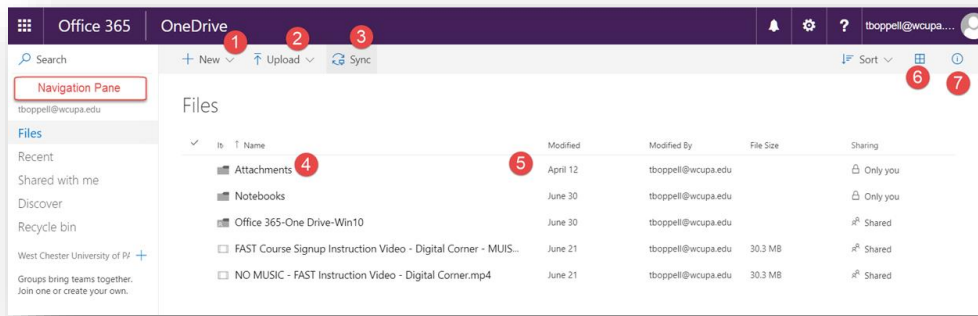 Office 365 OneDrive ? tboppell@wcupa....
Search + New Upload Sync Sort
1 2 3 6 7
Navigation Pane
tboppell@wcupa.edu
Files
Files
Recent
Shared with me
Discover
Recycle bin
West Chester University of +
Groups bring teams together.
Join one or create your own.
Name Modified Modified By File Size Sharing
Attachments 4 5 April 12 tboppell@wcupa.edu Only you
Notebooks June 30 tboppell@wcupa.edu Only you
Office 365-One Drive-Win10 June 30 tboppell@wcupa.edu Shared
FAST Course Signup Instruction Video - Digital Corner - MUIS... June 21 tboppell@wcupa.edu 30.3 MB Shared
NO MUSIC - FAST Instruction Video - Digital Corner.mp4 June 21 tboppell@wcupa.edu 30.3 MB Shared